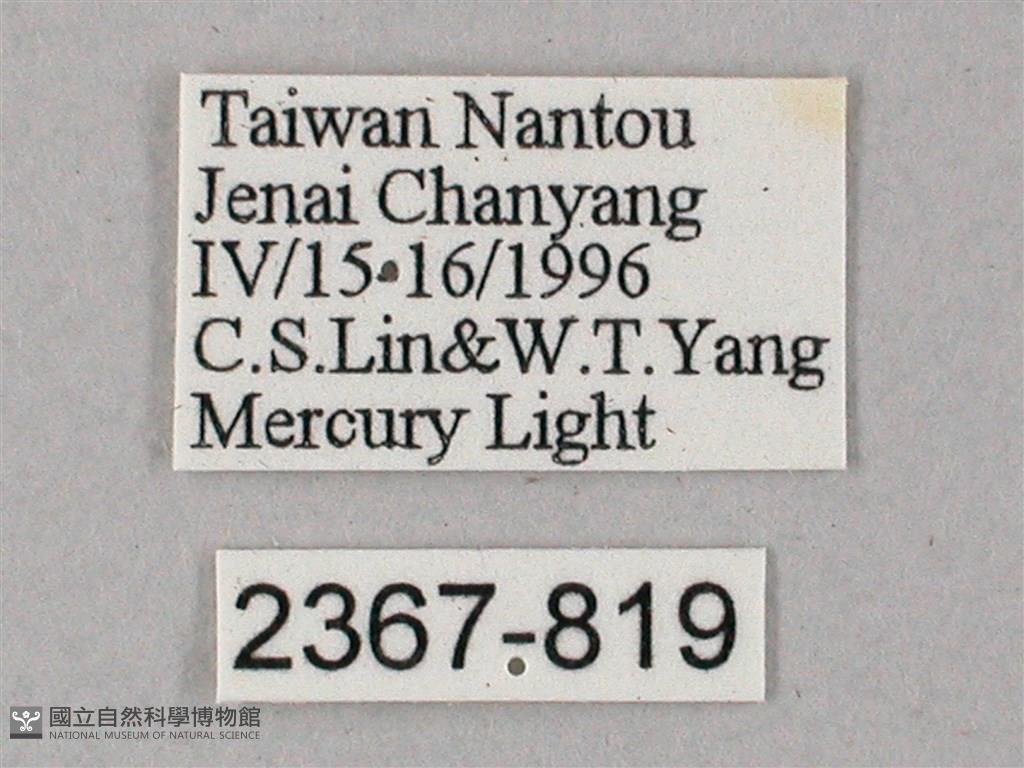 Taiwan Nantou
Jenai Chanyang
IV/15-16/1996
C.S.Lin&W.T.Yang
Mercury Light
2367-819
國立自然科學博物館
NATIONAL MUSEUM OF NATURAL SCIENCE